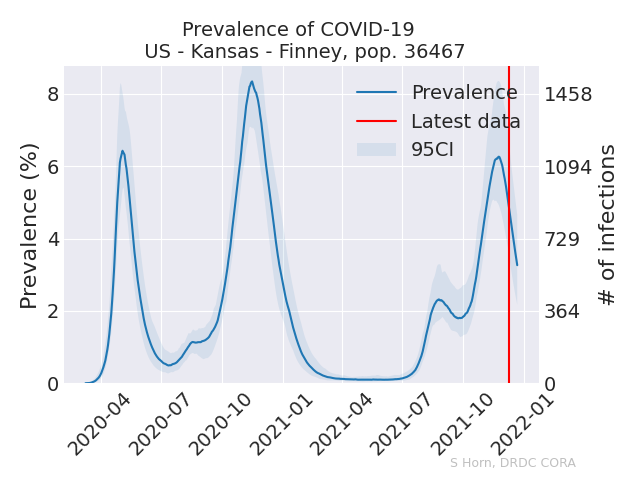 Prevalence of COVID-19
US - Kansas - Finney, pop. 36467
Prevalence
Latest data
95CI
Prevalence (%)
8
6
4
2
0
1458
1094
729
364
0
# of infections
2020-04
2020-07
2020-10
2021-01
2021-04
2021-07
2021-10
2022-01
S Horn, DRDC CORA